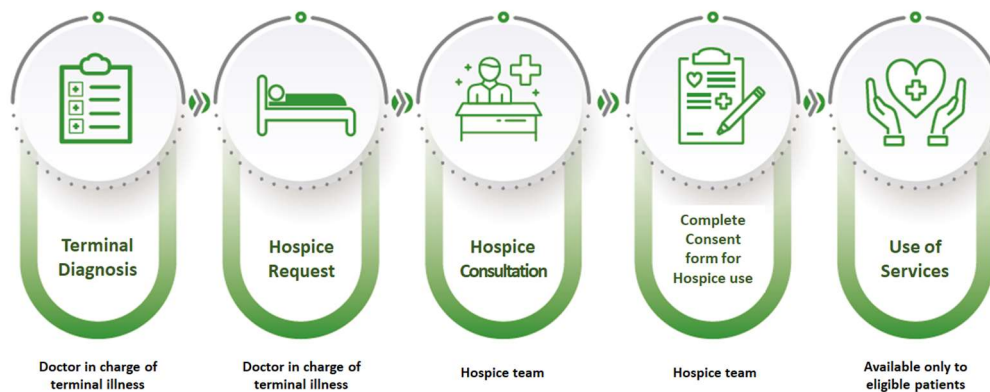 Terminal
Diagnosis
Hospice
Request
Hospice
Consultation
Complete
Consent
form for
Hospice use
Use of
Services
Doctor in charge of
terminal illness
Doctor in charge of
terminal illness
Hospice team
Hospice team
Available only to
eligible patients